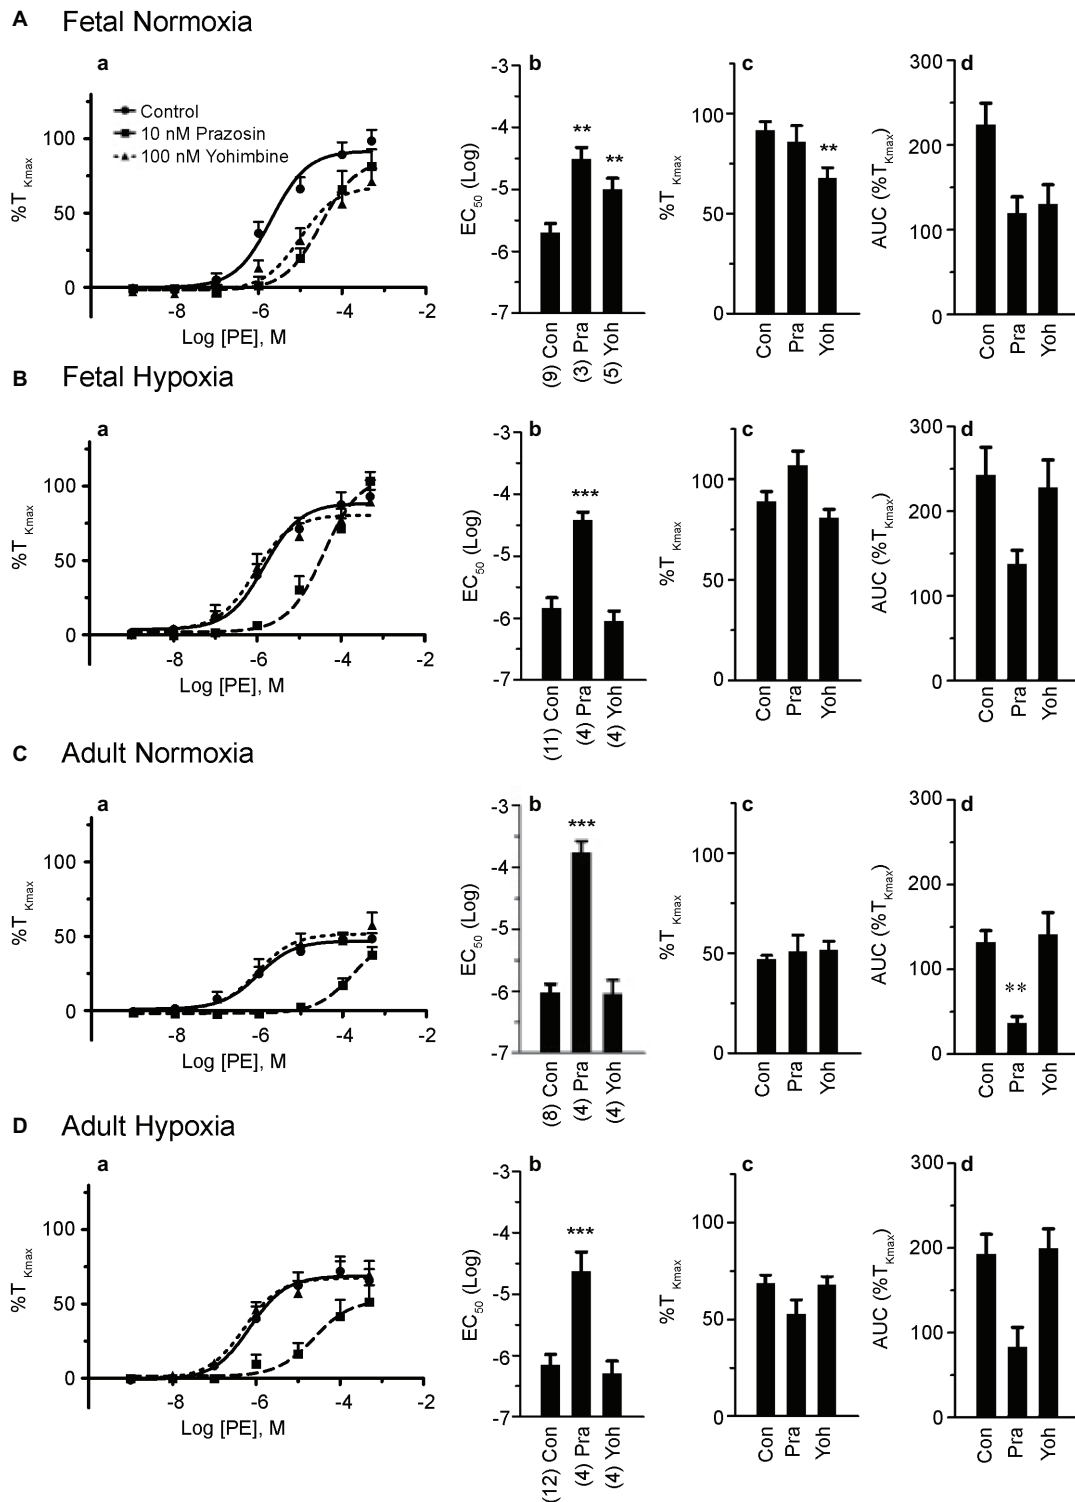 A Fetal Normoxia
a
Control
10 nM Prazosin
100 nM Yohimbine
%T Kmax
100
50
0
-8 -6 -4 -2
Log [PE], M
b
EC50 (Log)
-3
-4
-5
-6
-7
** **
(9) Con
(3) Pra
(5) Yoh
c
%T Kmax
100
50
0
**
Con
Pra
Yoh
d
AUC (%T Kmax)
300
200
100
0
Con
Pra
Yoh
B Fetal Hypoxia
a
%T Kmax
100
50
0
-8 -6 -4 -2
Log [PE], M
b
EC50 (Log)
-3
-4
-5
-6
-7
***
(11) Con
(4) Pra
(4) Yoh
c
%T Kmax
100
50
0
Con
Pra
Yoh
d
AUC (%T Kmax)
300
200
100
0
Con
Pra
Yoh
C Adult Normoxia
a
%T Kmax
100
50
0
-8 -6 -4 -2
Log [PE], M
b
EC50 (Log)
-3
-4
-5
-6
-7
***
(8) Con
(4) Pra
(4) Yoh
c
%T Kmax
100
50
0
Con
Pra
Yoh
d
AUC (%T Kmax)
300
200
100
0
**
Con
Pra
Yoh
D Adult Hypoxia
a
%T Kmax
100
50
0
-8 -6 -4 -2
Log [PE], M
b
EC50 (Log)
-3
-4
-5
-6
-7
***
(12) Con
(4) Pra
(4) Yoh
c
%T Kmax
100
50
0
Con
Pra
Yoh
d
AUC (%T Kmax)
300
200
100
0
Con
Pra
Yoh